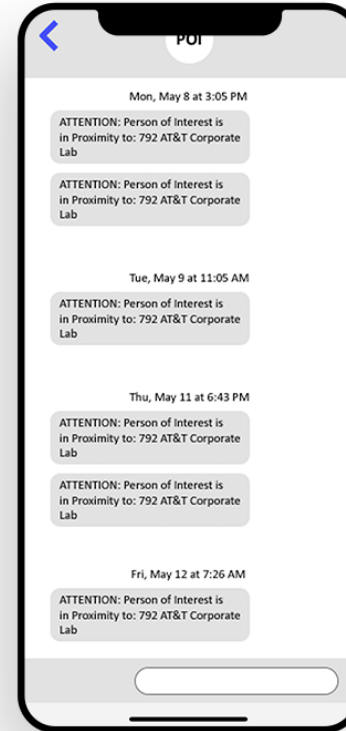 POI
Mon, May 8 at 3:05 PM
ATTENTION: Person of Interest is
in Proximity to: 792 AT&T Corporate
Lab
ATTENTION: Person of Interest is
in Proximity to: 792 AT&T Corporate
Lab
Tue, May 9 at 11:05 AM
ATTENTION: Person of Interest is
in Proximity to: 792 AT&T Corporate
Lab
Thu, May 11 at 6:43 PM
ATTENTION: Person of Interest is
in Proximity to: 792 AT&T Corporate
Lab
ATTENTION: Person of Interest is
in Proximity to: 792 AT&T Corporate
Lab
Fri, May 12 at 7:26 AM
ATTENTION: Person of Interest is
in Proximity to: 792 AT&T Corporate
Lab